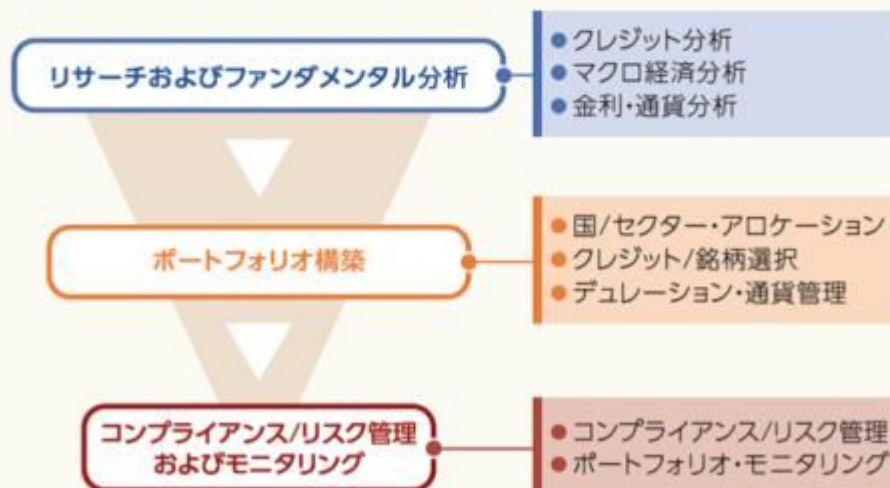 リサーチおよびファンダメンタル分析
● クレジット分析
● マクロ経済分析
● 金利・通貨分析
ポートフォリオ構築
● 国/セクター・アロケーション
● クレジット/銘柄選択
● デュレーション・通貨管理
コンプライアンス/リスク管理
およびモニタリング
● コンプライアンス/リスク管理
● ポートフォリオ・モニタリング